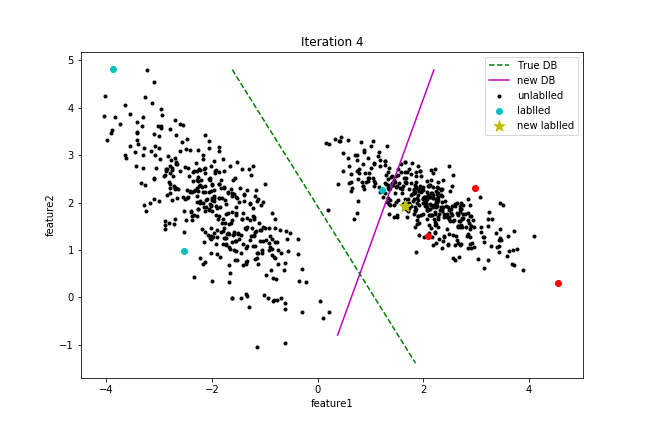 Iteration 4
True DB
new DB
unlablled
lablled
new lablled
5
4
3
2
1
0
−1
feature2
−4
−2
0
2
4
feature1